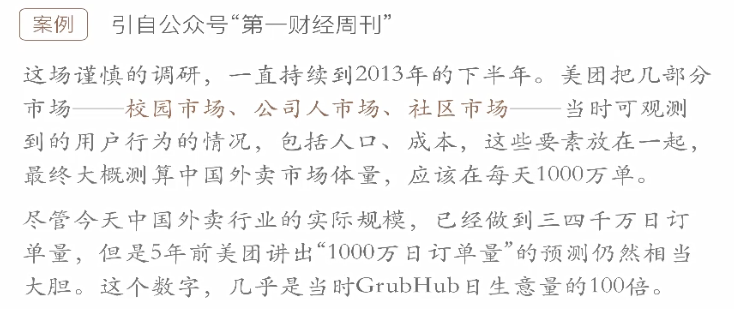 案例 引自公众号“第一财经周刊”
这场谨慎的调研，一直持续到2013年的下半年。美团把几部分
市场——校园市场、公司人市场、社区市场——当时可观测
到的用户行为的情况，包括人口、成本，这些要素放在一起，
最终大概测算中国外卖市场体量，应该在每天1000万单。
尽管今天中国外卖行业的实际规模，已经做到三四千万日订
单量，但是5年前美团讲出“1000万日订单量”的预测仍然相当
大胆。这个数字，几乎是当时GrubHub日生意量的100倍。